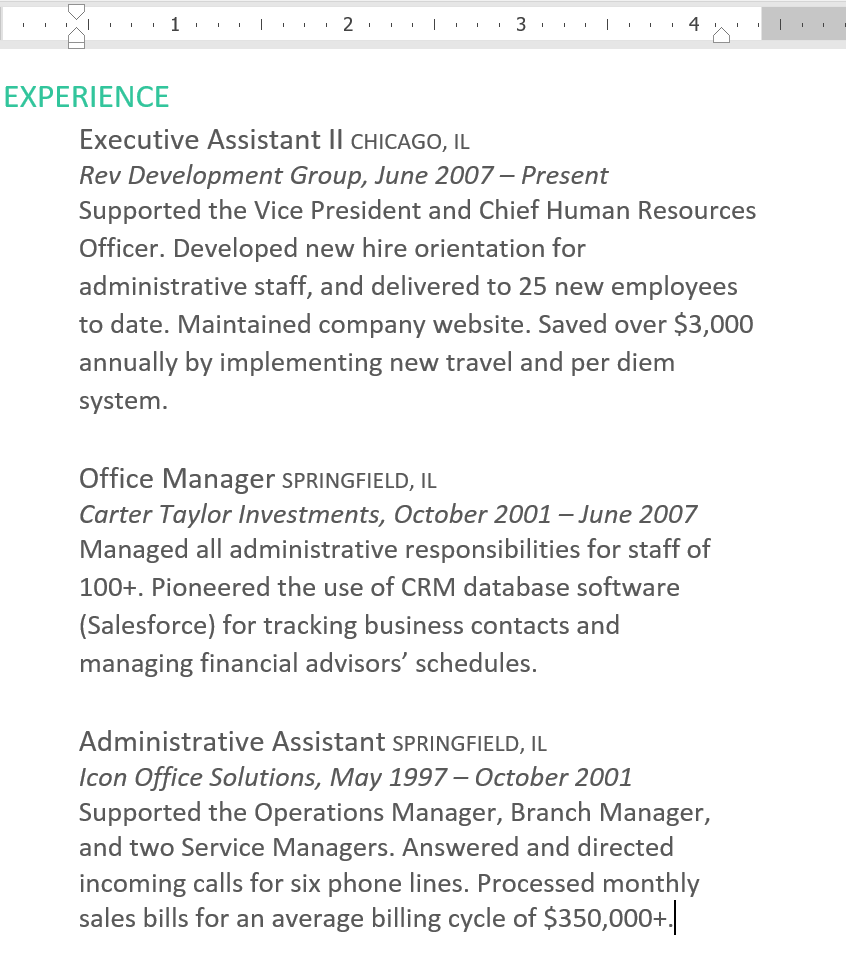 1 2 3 4
EXPERIENCE
Executive Assistant II CHICAGO, IL
Rev Development Group, June 2007 – Present
Supported the Vice President and Chief Human Resources
Officer. Developed new hire orientation for
administrative staff, and delivered to 25 new employees
to date. Maintained company website. Saved over $3,000
annually by implementing new travel and per diem
system.
Office Manager SPRINGFIELD, IL
Carter Taylor Investments, October 2001 – June 2007
Managed all administrative responsibilities for staff of
100+. Pioneered the use of CRM database software
(Salesforce) for tracking business contacts and
managing financial advisors’ schedules.
Administrative Assistant SPRINGFIELD, IL
Icon Office Solutions, May 1997 – October 2001
Supported the Operations Manager, Branch Manager,
and two Service Managers. Answered and directed
incoming calls for six phone lines. Processed monthly
sales bills for an average billing cycle of $350,000+.